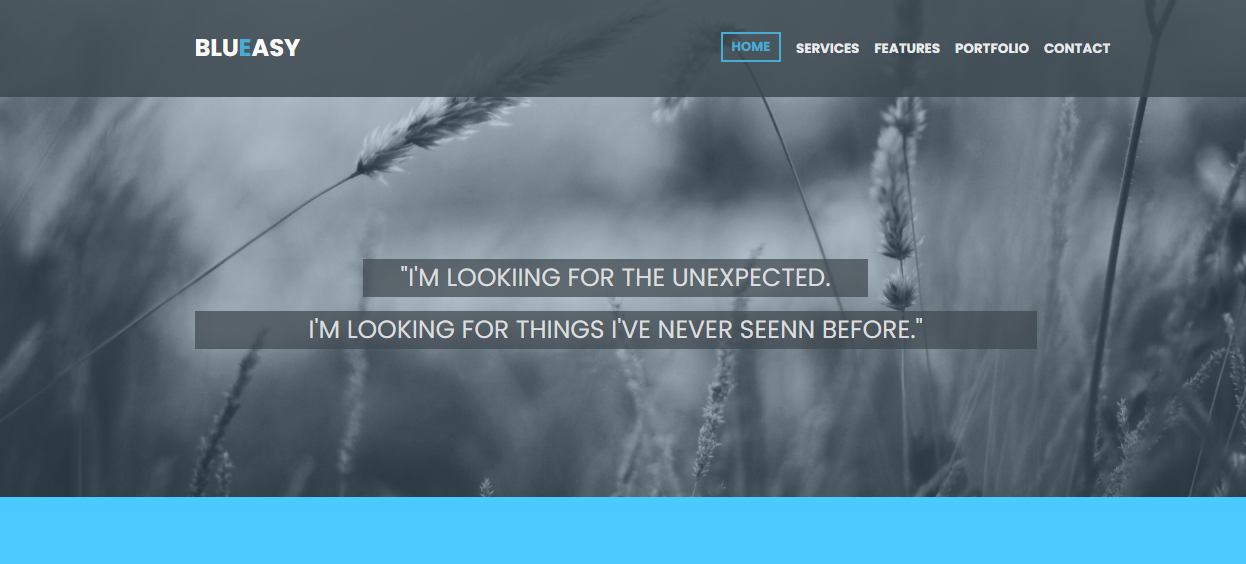 BLUEASY
HOME SERVICES FEATURES PORTFOLIO CONTACT
"I'M LOOKIING FOR THE UNEXPECTED.
I'M LOOKING FOR THINGS I'VE NEVER SEENN BEFORE."